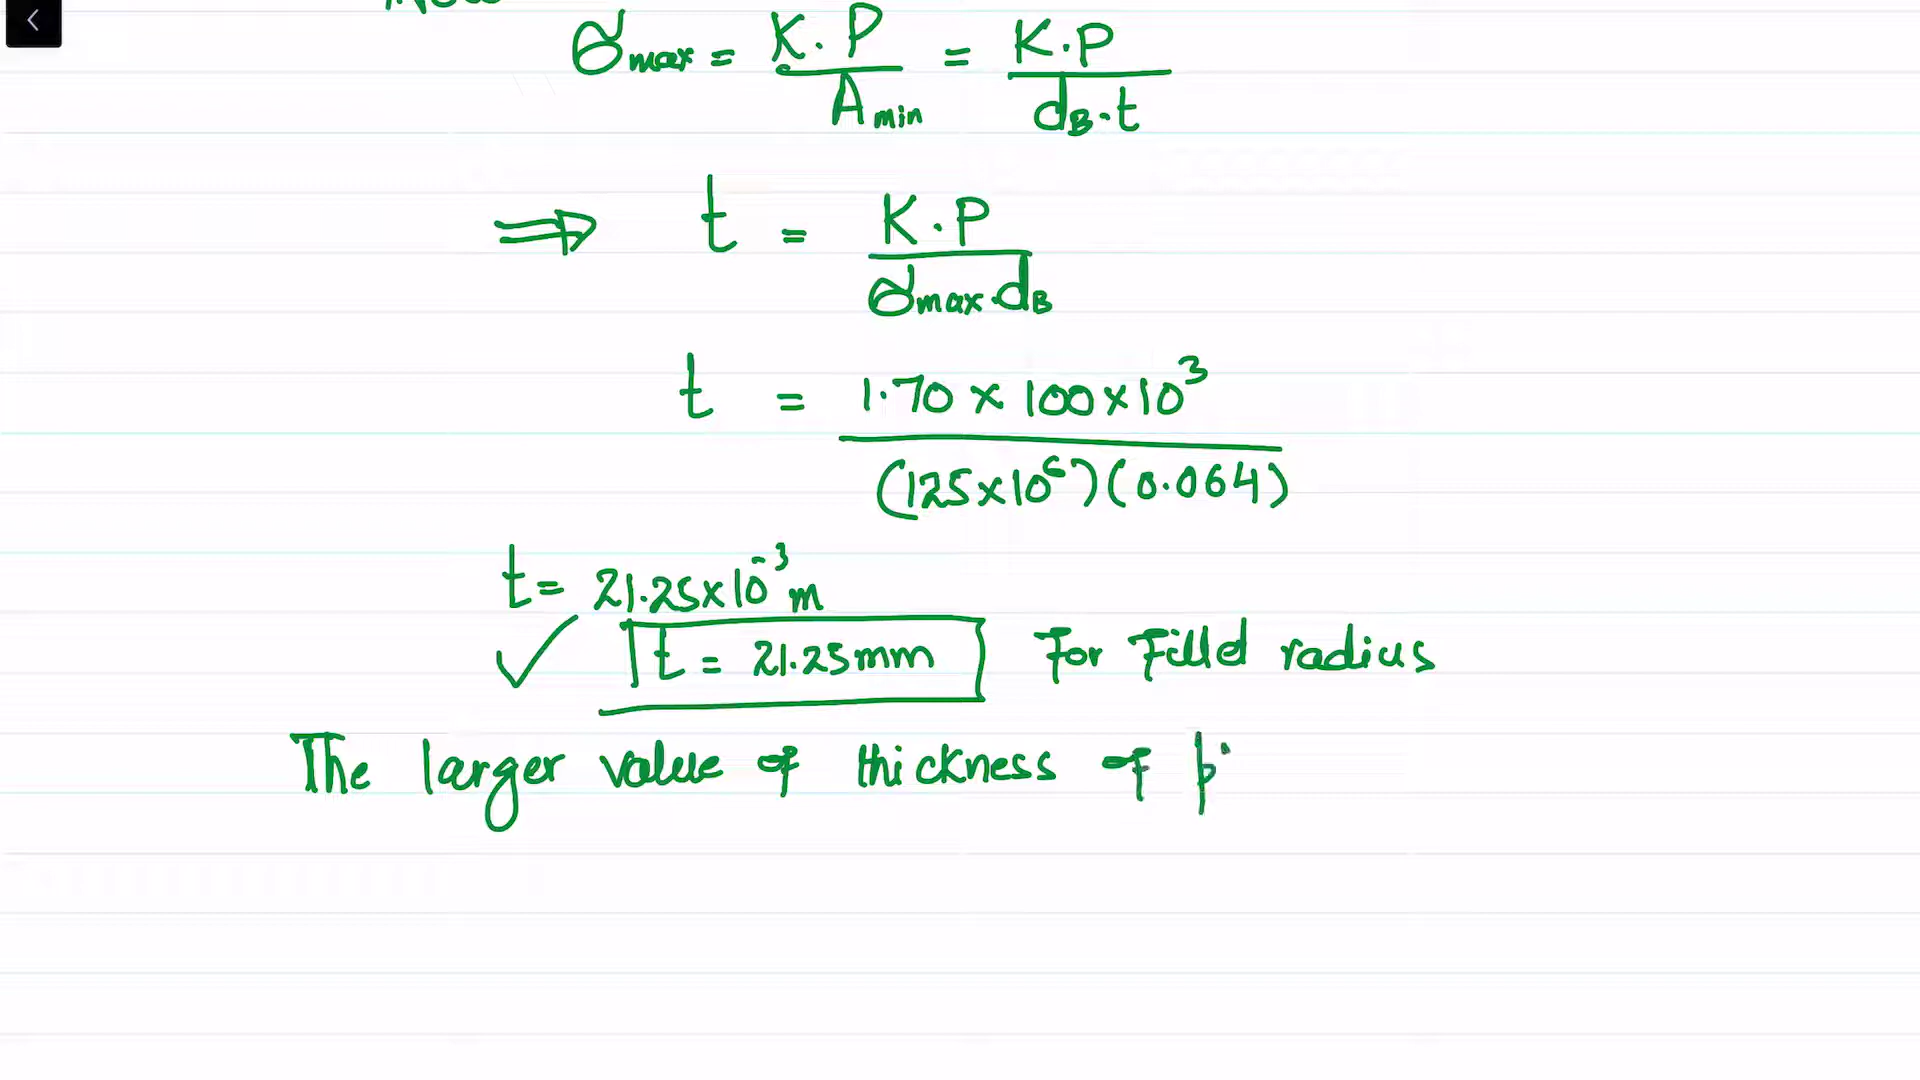 σmax = K.P / Amin = K.P / dB.t
⇒ t = K.P / σmax.dB
t = 1.70 × 100×10³ / (125×10⁶)(0.064)
t = 21.25×10⁻³ m
✓ t = 21.25mm For Filled radius
The larger value of thickness of